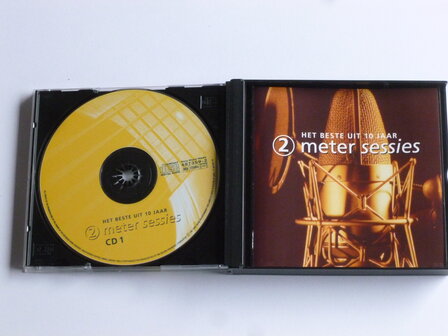 HET BESTE UIT 10 JAAR
2 meter sessies
CD 1
HET BESTE UIT 10 JAAR
2 meter sessies